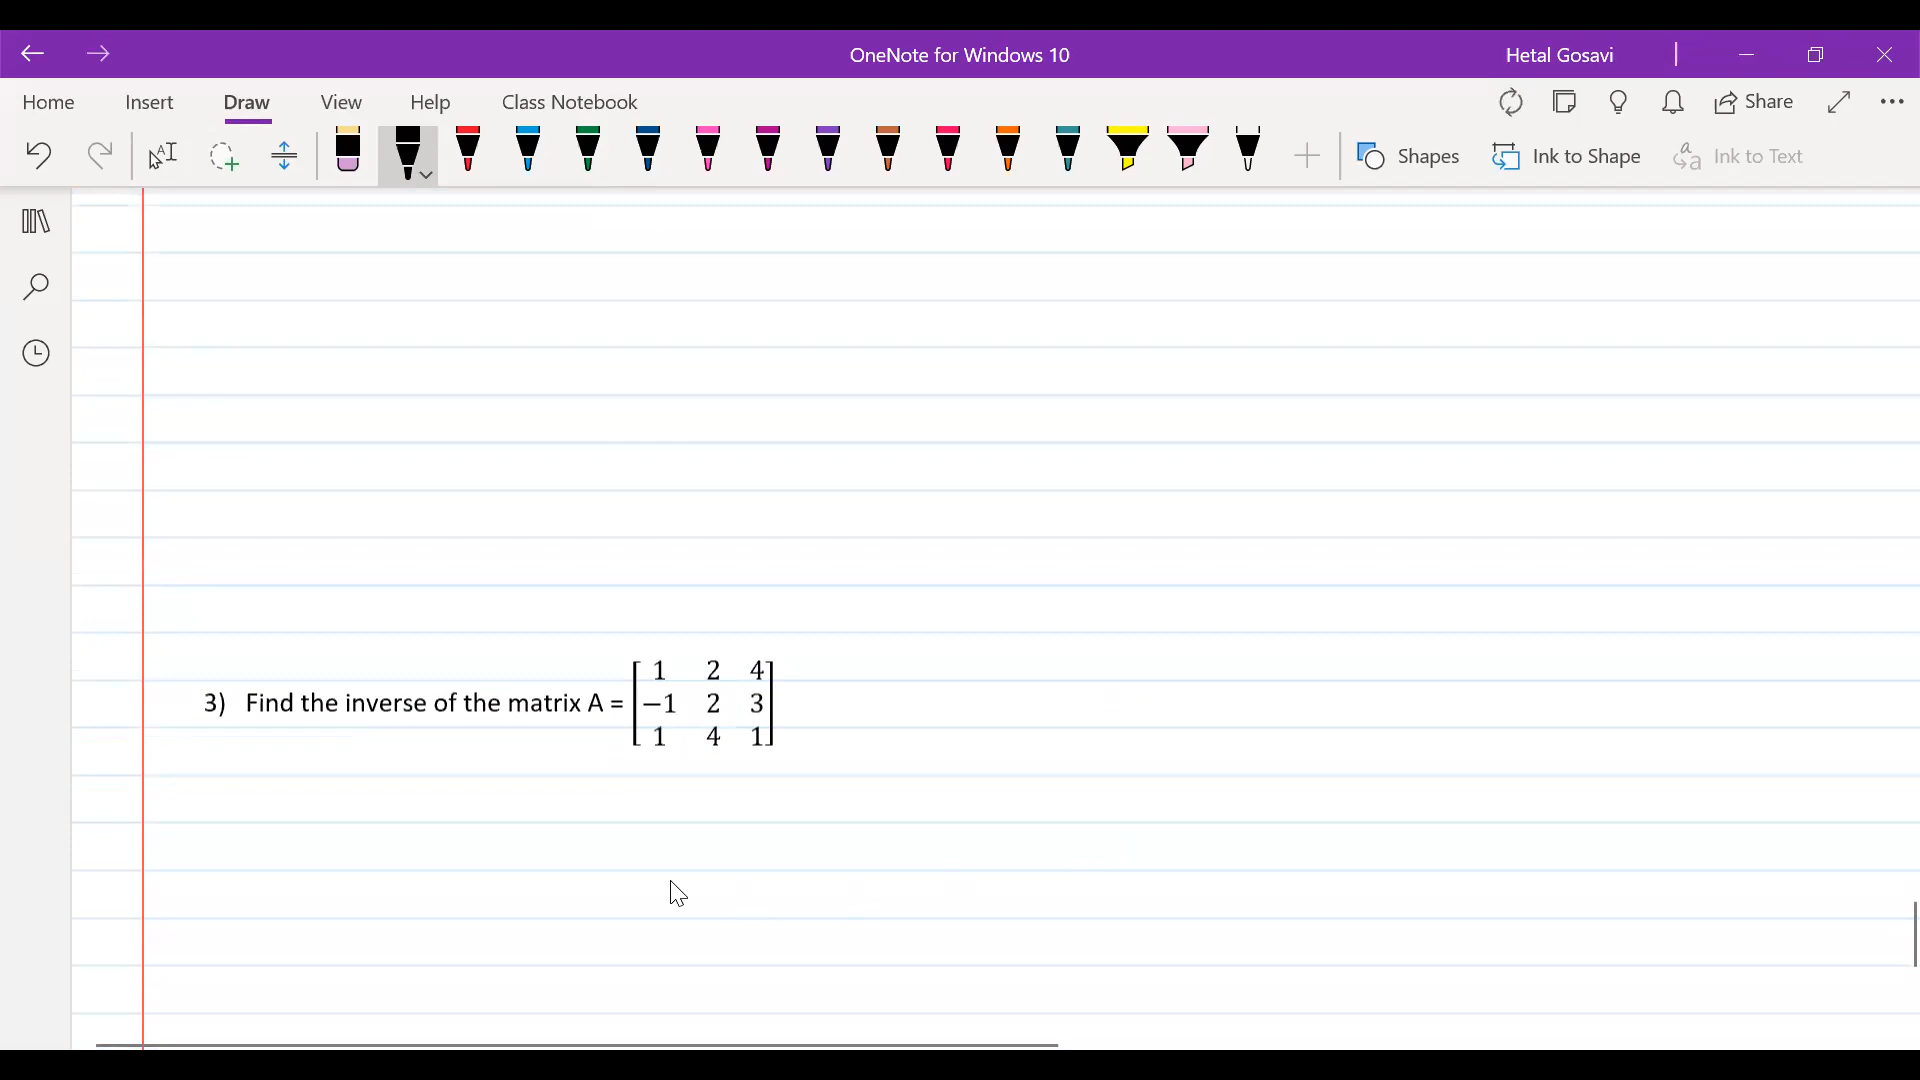 OneNote for Windows 10
Hetal Gosavi
Home Insert Draw View Help Class Notebook Share
Shapes Ink to Shape Ink to Text
3) Find the inverse of the matrix A = [ 1 2 4
−1 2 3
1 4 1 ]